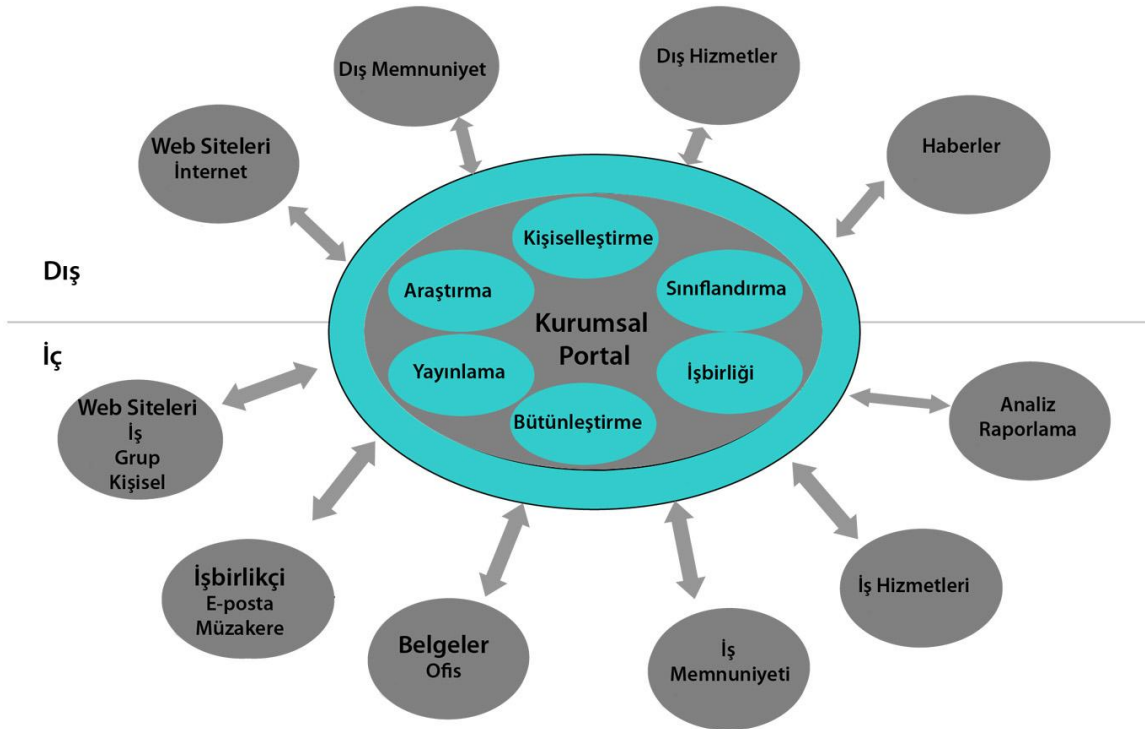 Dış Memnuniyet
Dış Hizmetler
Web Siteleri
İnternet
Haberler
Dış
Kişiselleştirme
Araştırma
Sınıflandırma
Kurumsal
Portal
Yayınlama
İşbirliği
Bütünleştirme
İç
Web Siteleri
İş
Grup
Kişisel
Analiz
Raporlama
İşbirlikçi
E-posta
Müzakere
Belgeler
Ofis
İş
Memnuniyeti
İş Hizmetleri